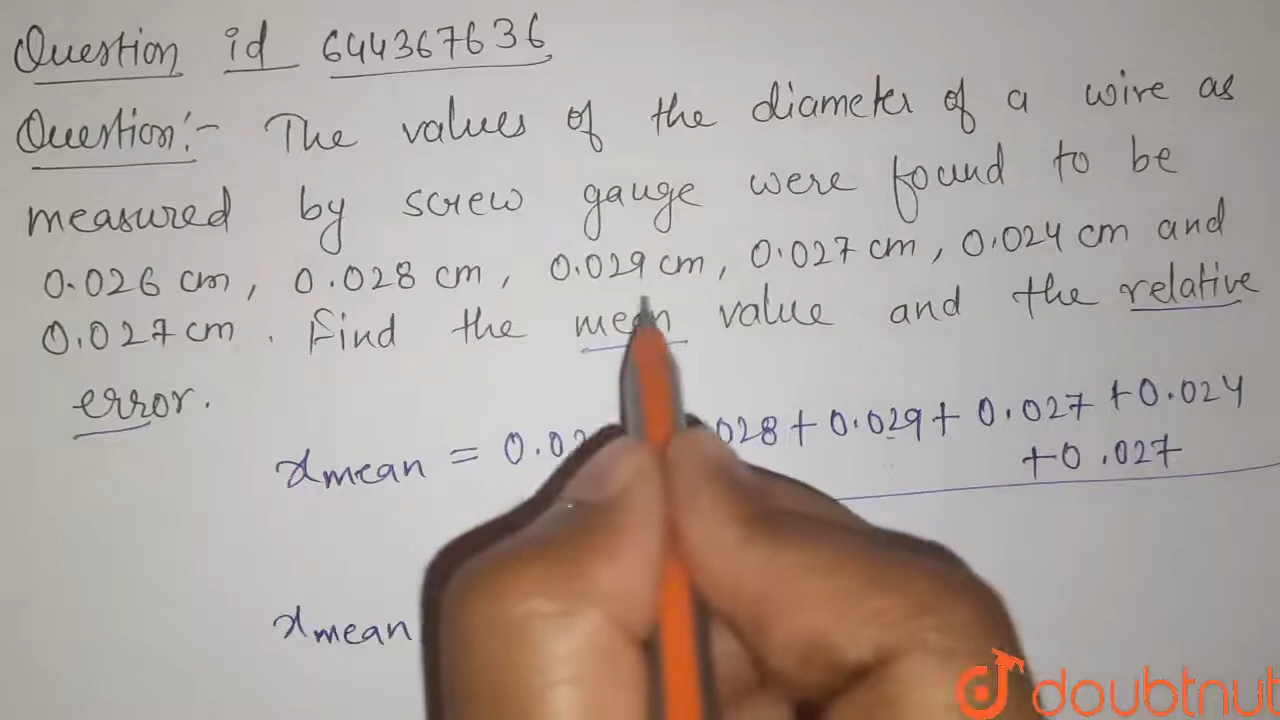 Question id 644367636
Question:- The values of the diameter of a wire as
measured by screw gauge were found to be
0.026 cm, 0.028 cm, 0.029 cm, 0.027 cm, 0.024 cm and
0.027 cm. Find the mean value and the relative
error.
xmean = 0.02 028 + 0.029 + 0.027 + 0.024
+0.027
xmean
doubtnut